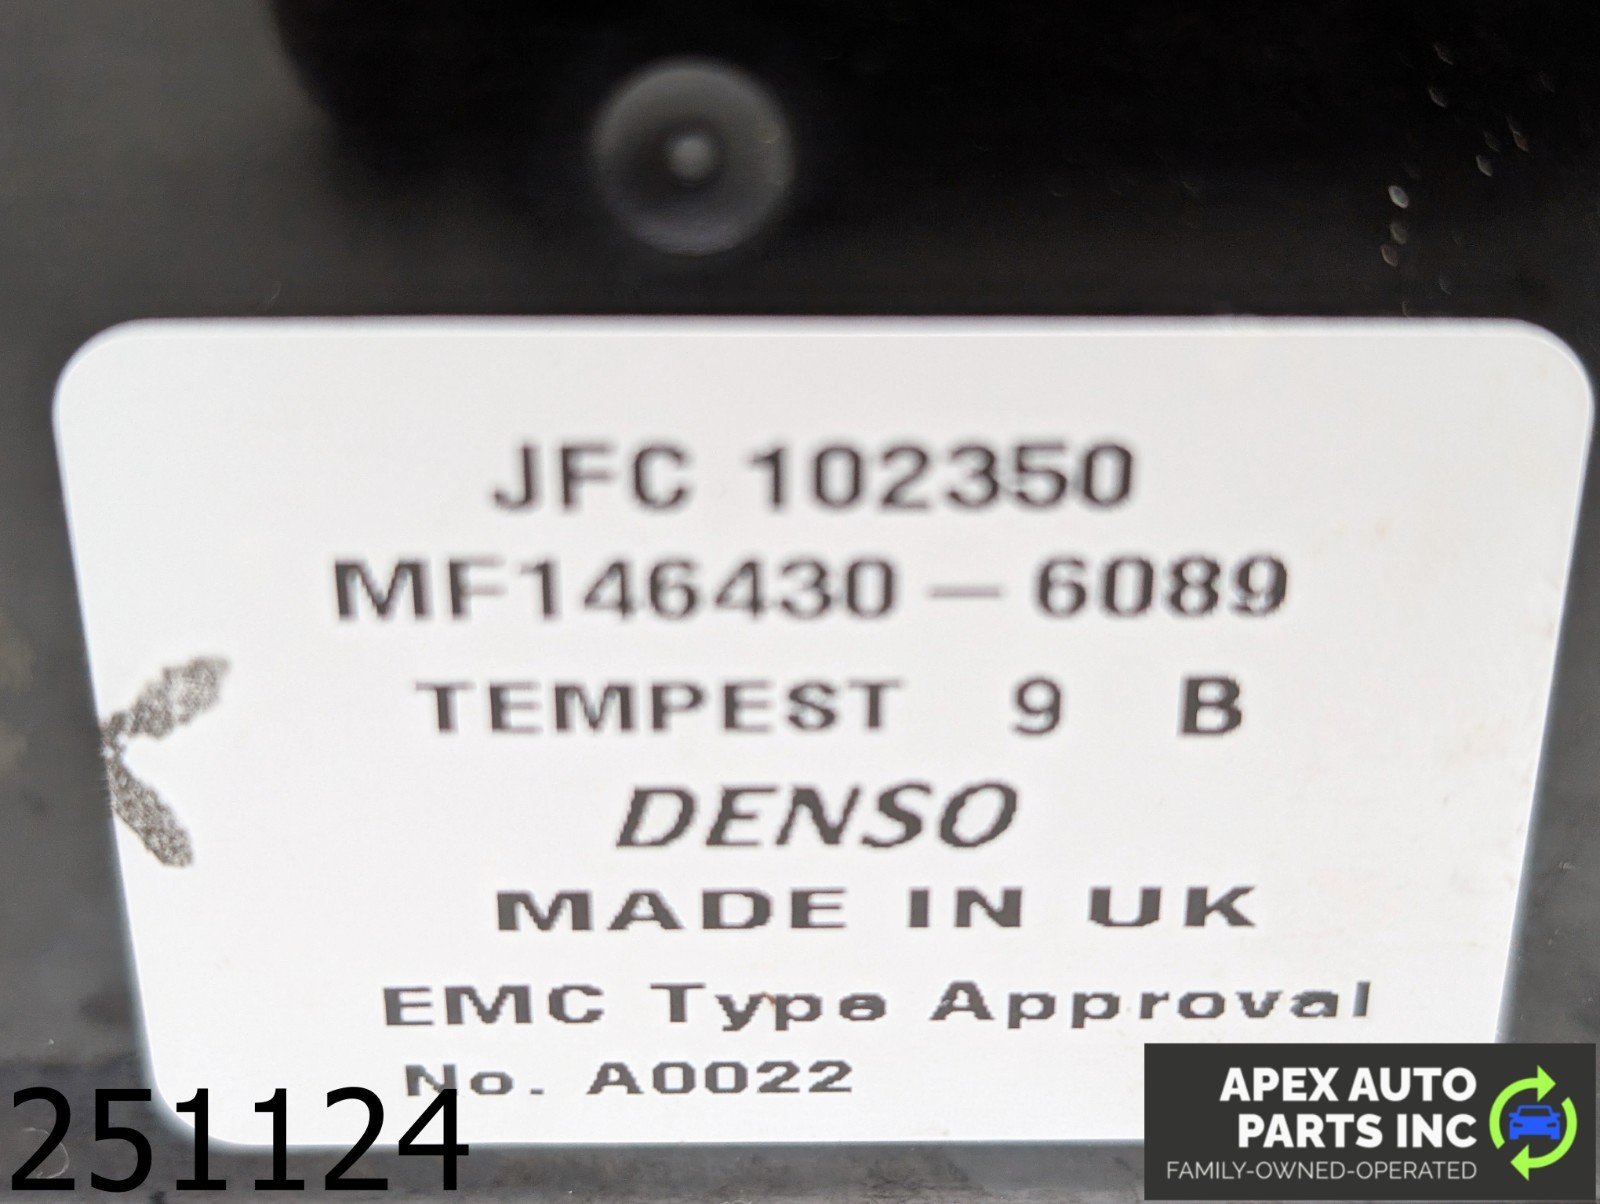 JFC 102350
MF146430-6089
TEMPEST 9 B
DENSO
MADE IN UK
EMC Type Approval
No. A0022
251124
APEX AUTO
PARTS INC
FAMILY-OWNED-OPERATED